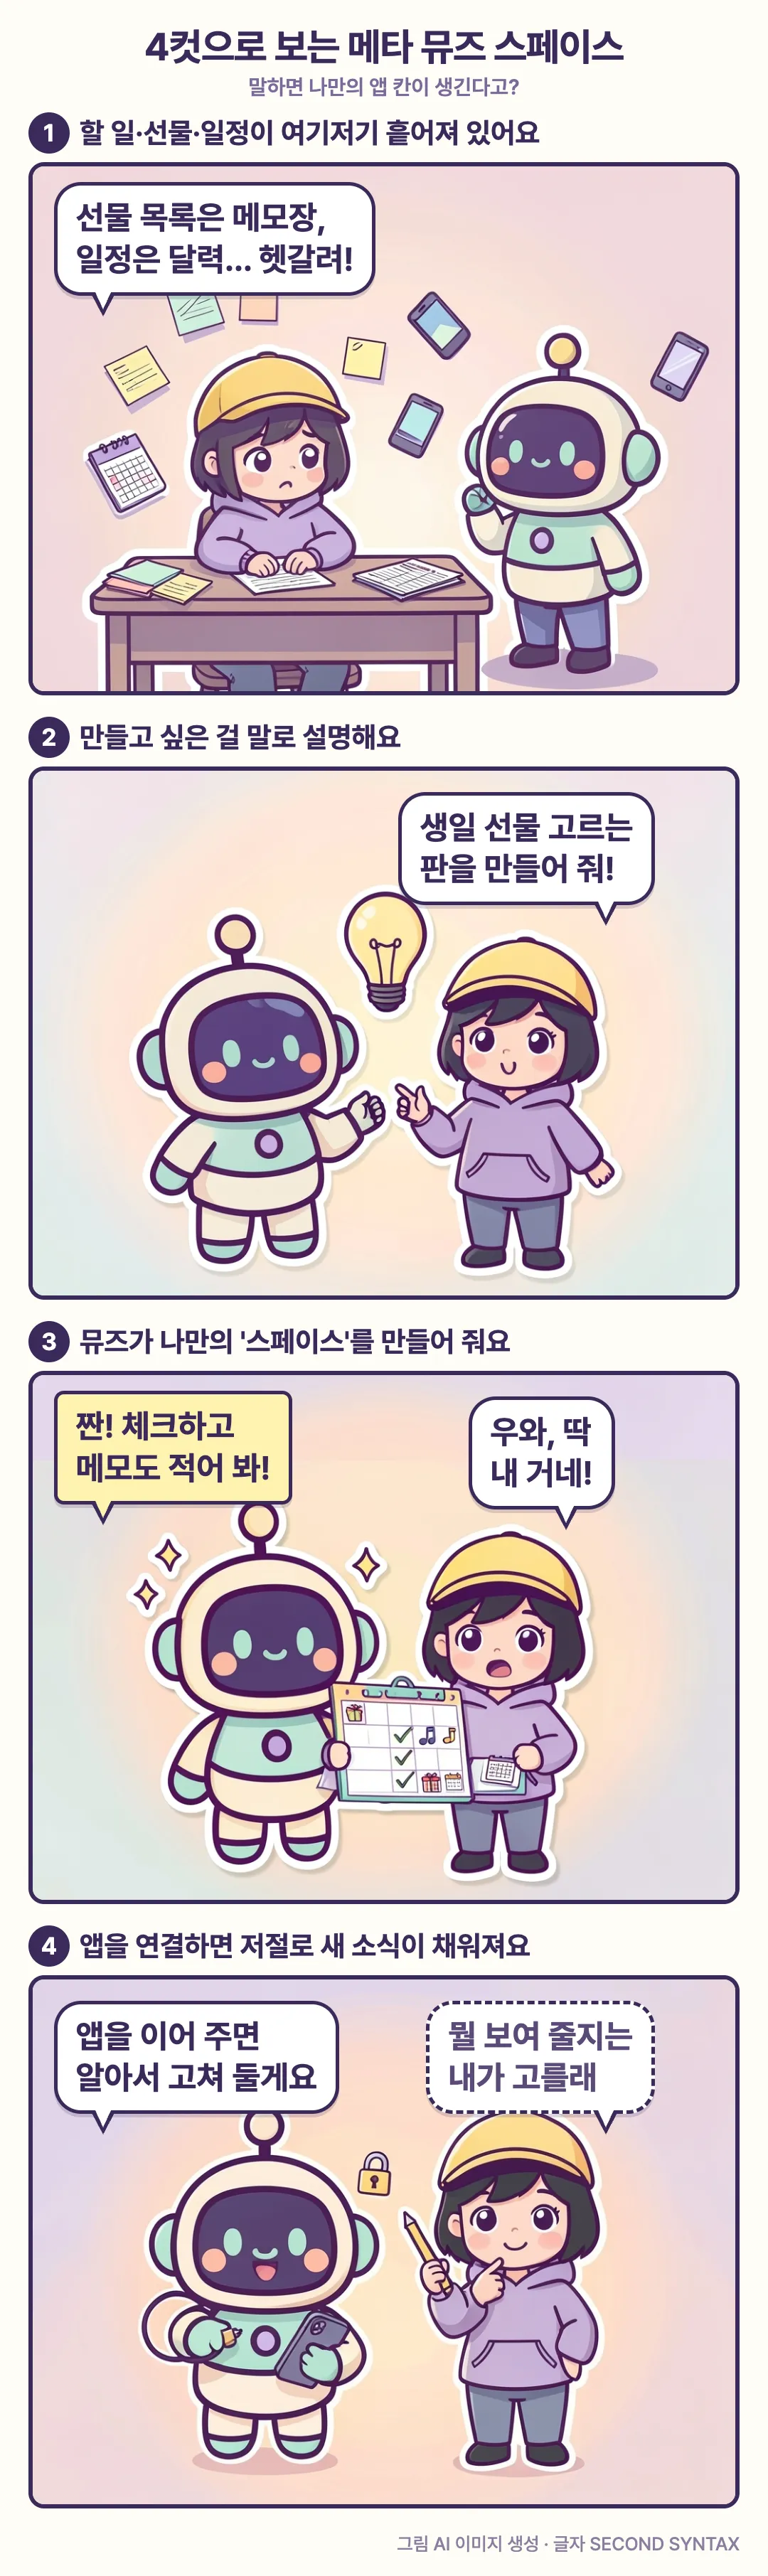 4컷으로 보는 메타 뮤즈 스페이스
말하면 나만의 앱 칸이 생긴다고?
1 할 일·선물·일정이 여기저기 흩어져 있어요
선물 목록은 메모장,
일정은 달력... 헷갈려!
2 만들고 싶은 걸 말로 설명해요
생일 선물 고르는
판을 만들어 줘!
3 뮤즈가 나만의 '스페이스'를 만들어 줘요
짠! 체크하고
메모도 적어 봐!
우와, 딱
내 거네!
4 앱을 연결하면 저절로 새 소식이 채워져요
앱을 이어 주면
알아서 고쳐 둘게요
뭘 보여 줄지는
내가 고를래
그림 AI 이미지 생성 · 글자 SECOND SYNTAX